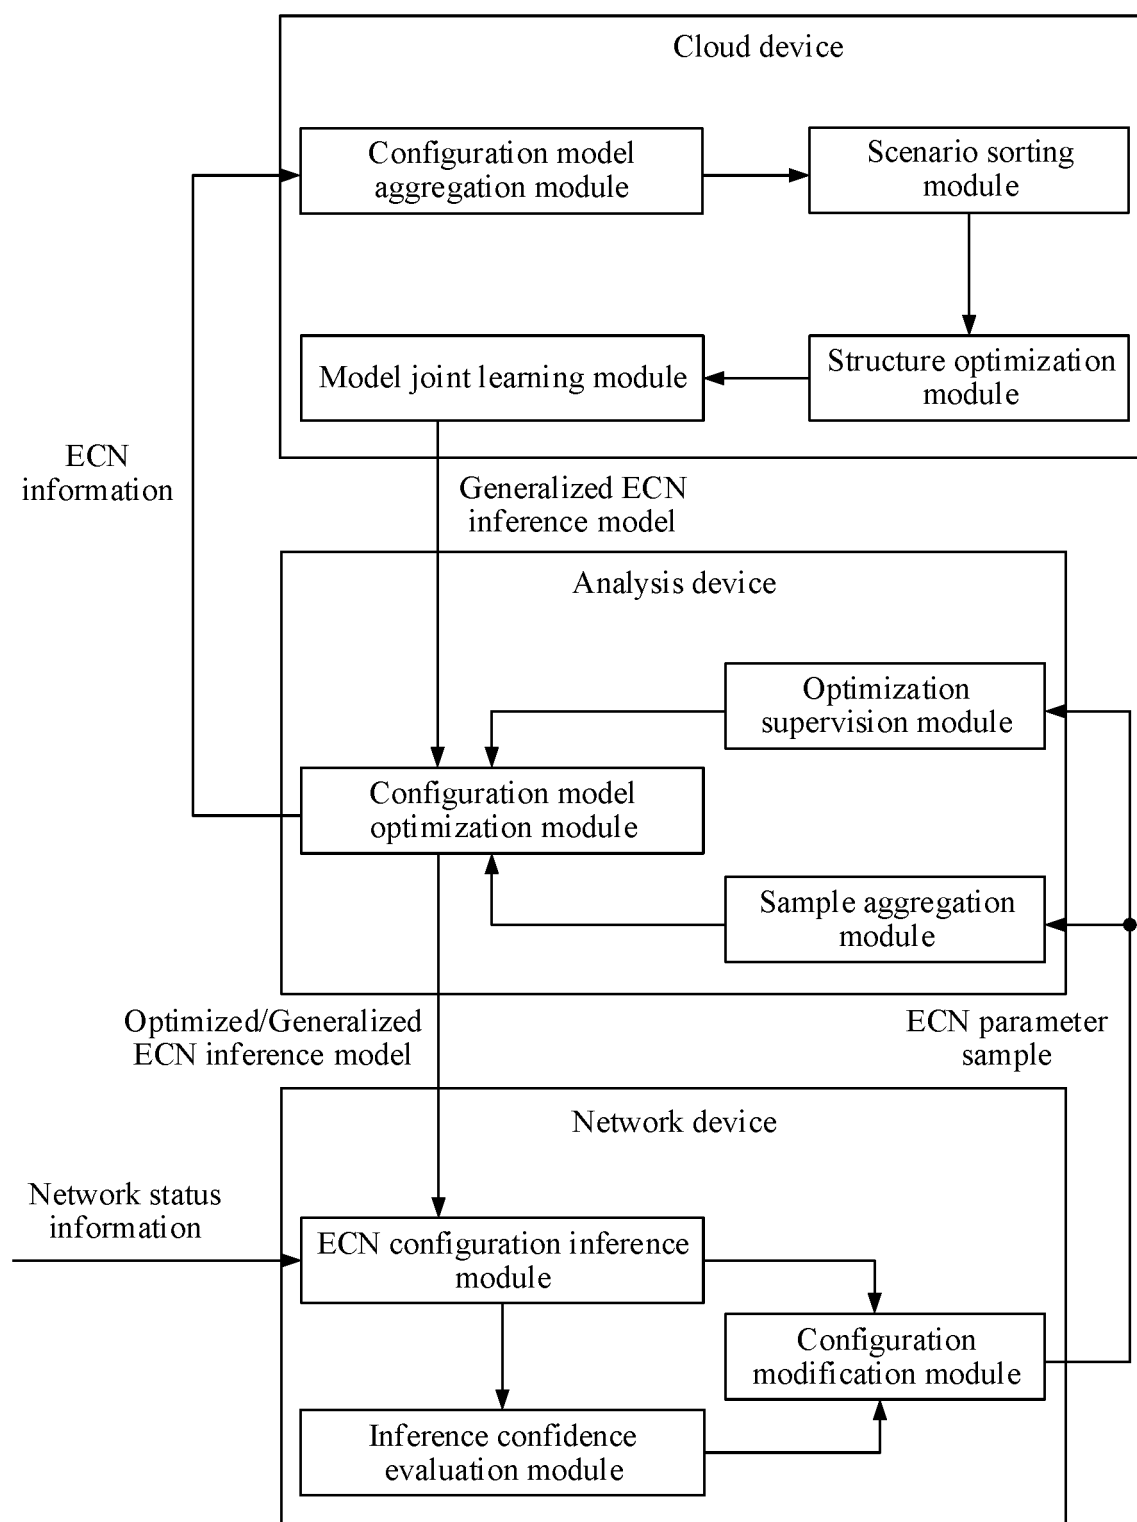 Cloud device
Configuration model
aggregation module
Scenario sorting
module
Model joint learning module
Structure optimization
module
ECN
information
Generalized ECN
inference model
Analysis device
Optimization
supervision module
Configuration model
optimization module
Sample aggregation
module
Optimized/Generalized
ECN inference model
ECN parameter
sample
Network device
Network status
information
ECN configuration inference
module
Configuration
modification module
Inference confidence
evaluation module